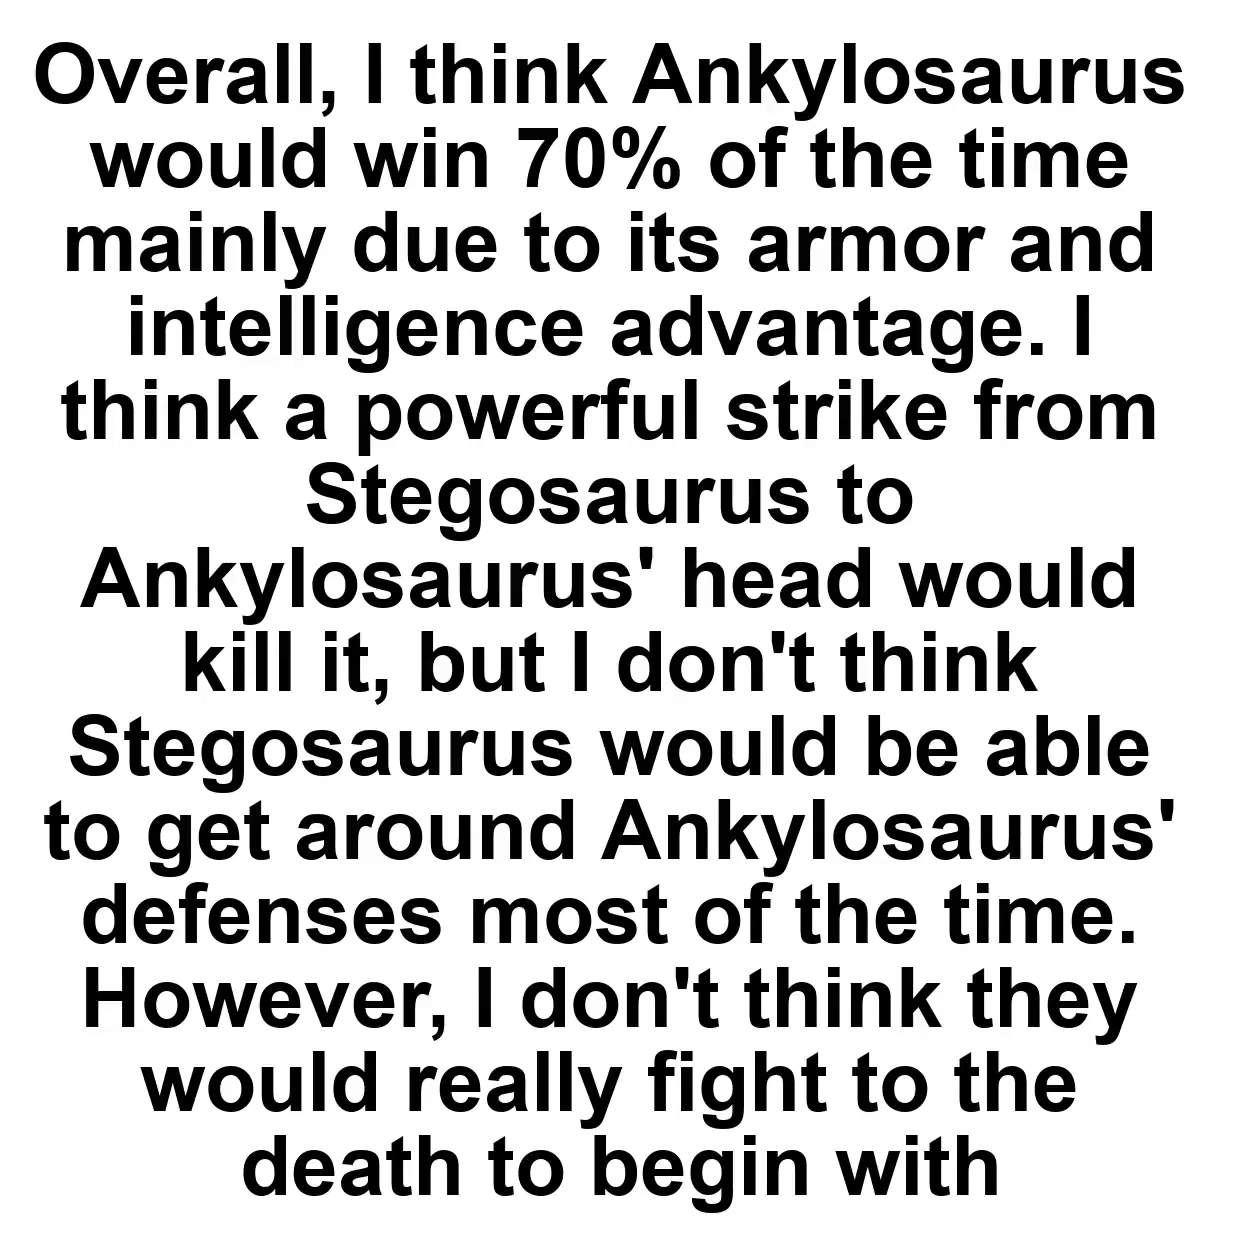 Overall, I think Ankylosaurus
would win 70% of the time
mainly due to its armor and
intelligence advantage. I
think a powerful strike from
Stegosaurus to
Ankylosaurus' head would
kill it, but I don't think
Stegosaurus would be able
to get around Ankylosaurus'
defenses most of the time.
However, I don't think they
would really fight to the
death to begin with